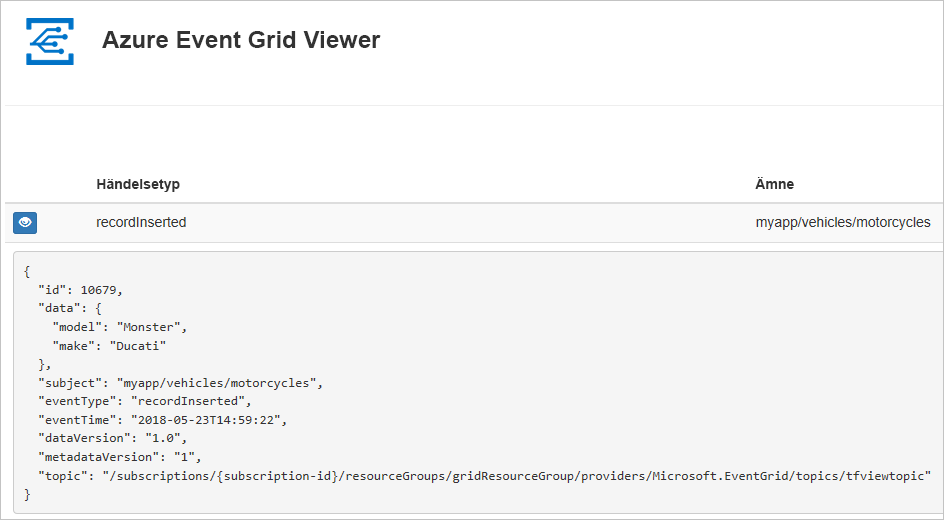 Azure Event Grid Viewer
Händelsetyp Ämne
recordInserted myapp/vehicles/motorcycles
{
  "id": 10679,
  "data": {
    "model": "Monster",
    "make": "Ducati"
  },
  "subject": "myapp/vehicles/motorcycles",
  "eventType": "recordInserted",
  "eventTime": "2018-05-23T14:59:22",
  "dataVersion": "1.0",
  "metadataVersion": "1",
  "topic": "/subscriptions/{subscription-id}/resourceGroups/gridResourceGroup/providers/Microsoft.EventGrid/topics/tfviewtopic"
}